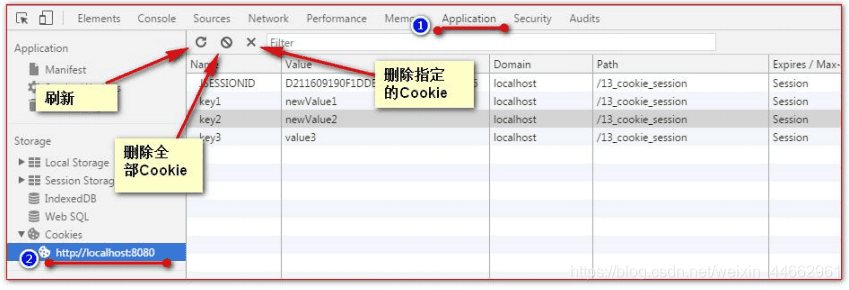 Elements Console Sources Network Performance Application Security Audits
1
Application
Filter
Manifest
Name Value Domain Path Expires / Max-
JSESSIONID localhost /13_cookie_session Session
key1 newValue1 localhost /13_cookie_session Session
key2 newValue2 localhost /13_cookie_session Session
key3 value3 localhost /13_cookie_session Session
刷新
删除指定
的Cookie
删除全
部Cookie
Storage
Local Storage
Session Storag
IndexedDB
Web SQL
Cookies
2
http://localhost:8080
https://blog.csdn.net/weixin_44662961